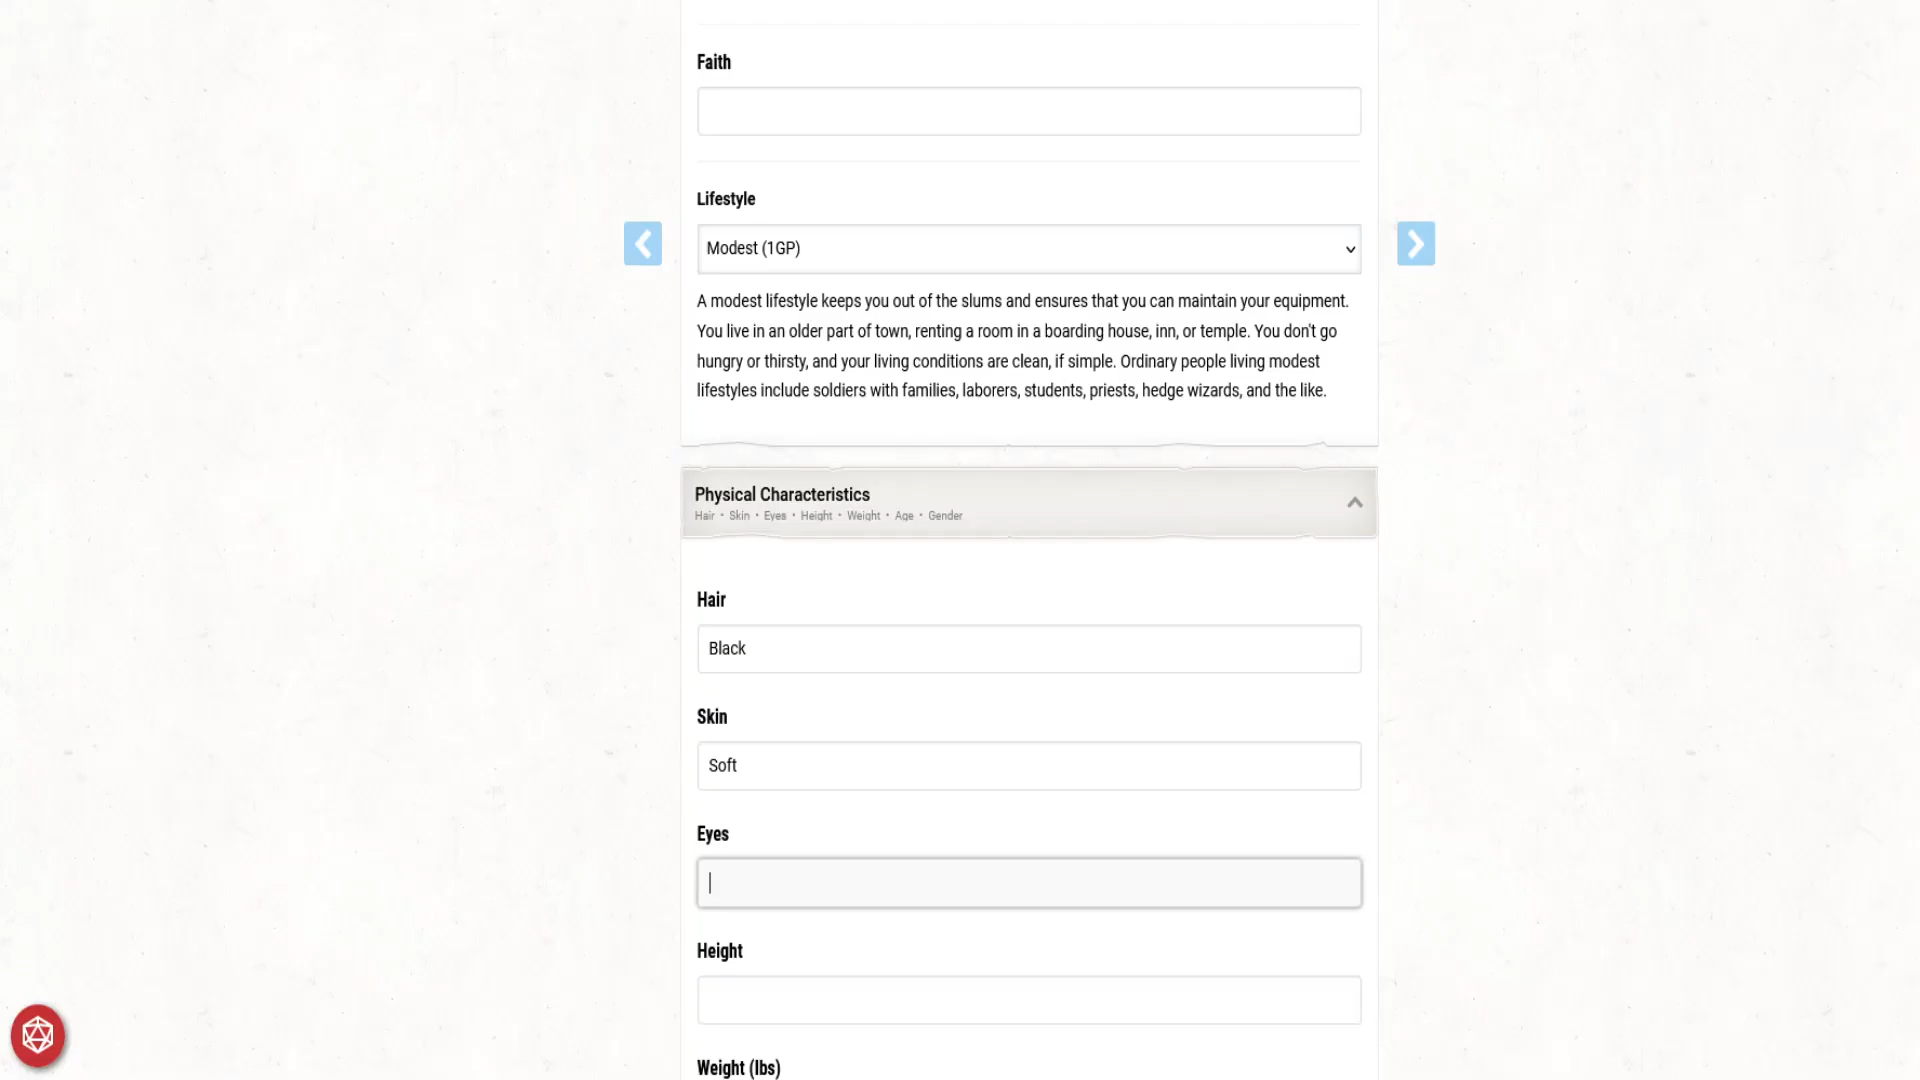 Faith
Lifestyle
Modest (1GP)
A modest lifestyle keeps you out of the slums and ensures that you can maintain your equipment.
You live in an older part of town, renting a room in a boarding house, inn, or temple. You don't go
hungry or thirsty, and your living conditions are clean, if simple. Ordinary people living modest
lifestyles include soldiers with families, laborers, students, priests, hedge wizards, and the like.
Physical Characteristics
Hair • Skin • Eyes • Height • Weight • Age • Gender
Hair
Black
Skin
Soft
Eyes
Height
Weight (lbs)